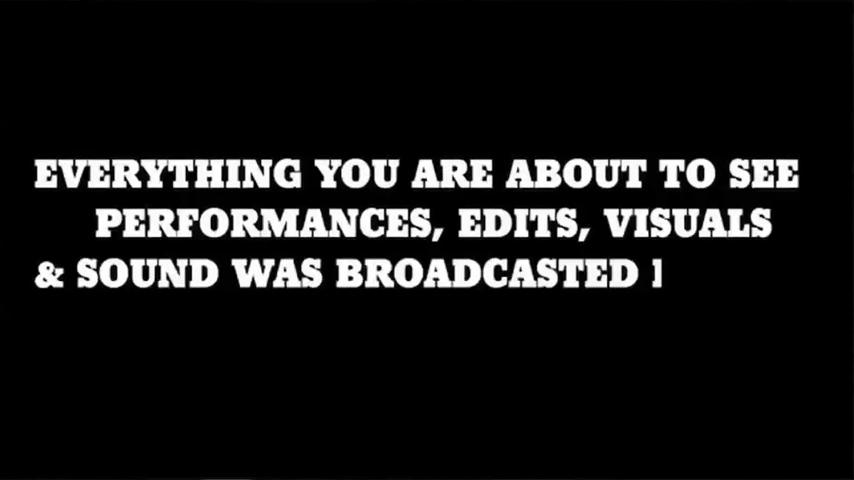 EVERYTHING YOU ARE ABOUT TO SEE
PERFORMANCES, EDITS, VISUALS
& SOUND WAS BROADCASTED